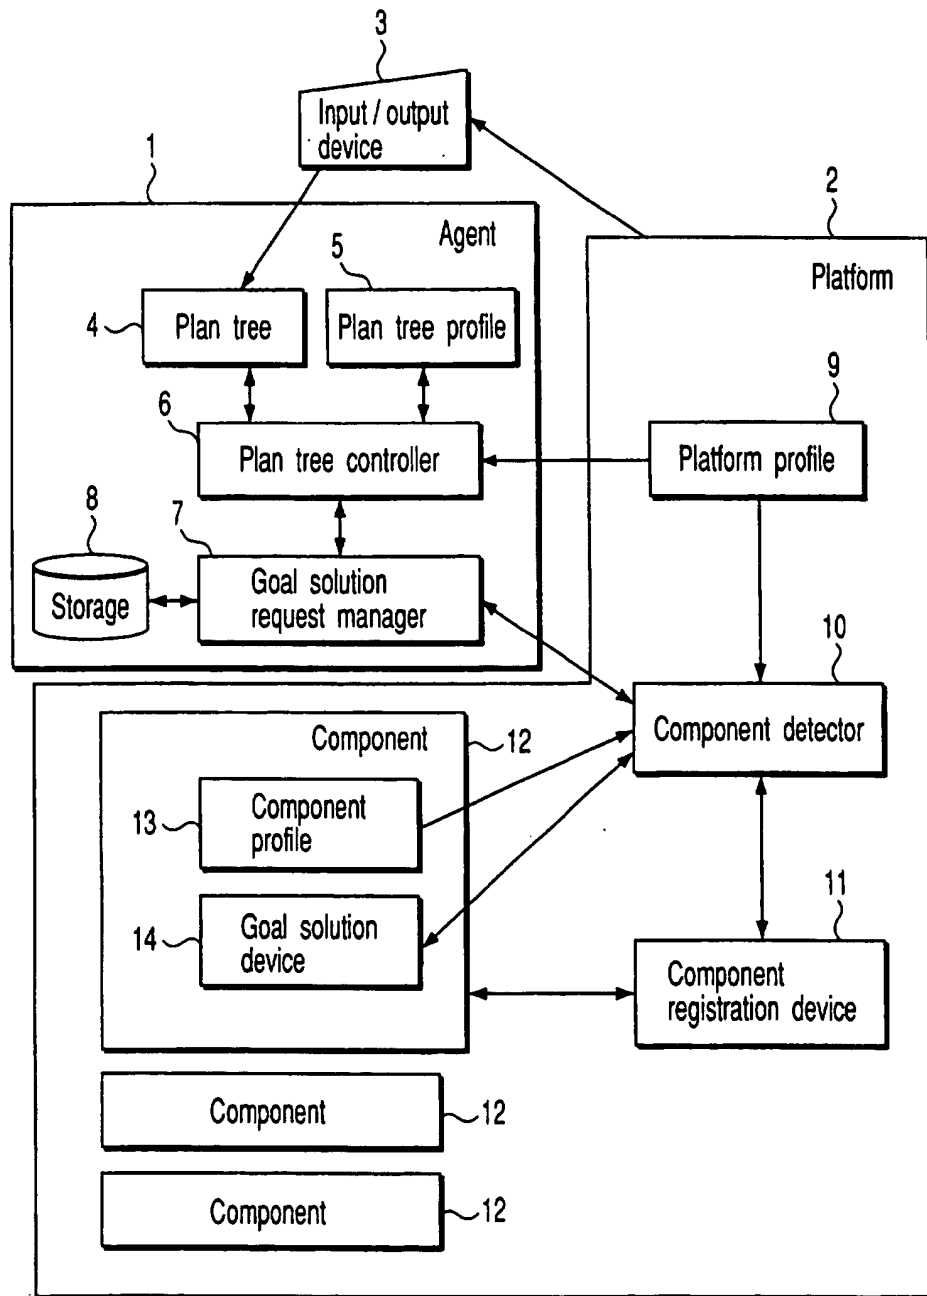 3
Input / output
device
1
2
Agent
Platform
5
4
Plan tree
Plan tree profile
9
6
Plan tree controller
Platform profile
8
7
Storage
Goal solution
request manager
10
Component
12
Component detector
13
Component
profile
11
14
Goal solution
device
Component
registration device
Component
12
Component
12